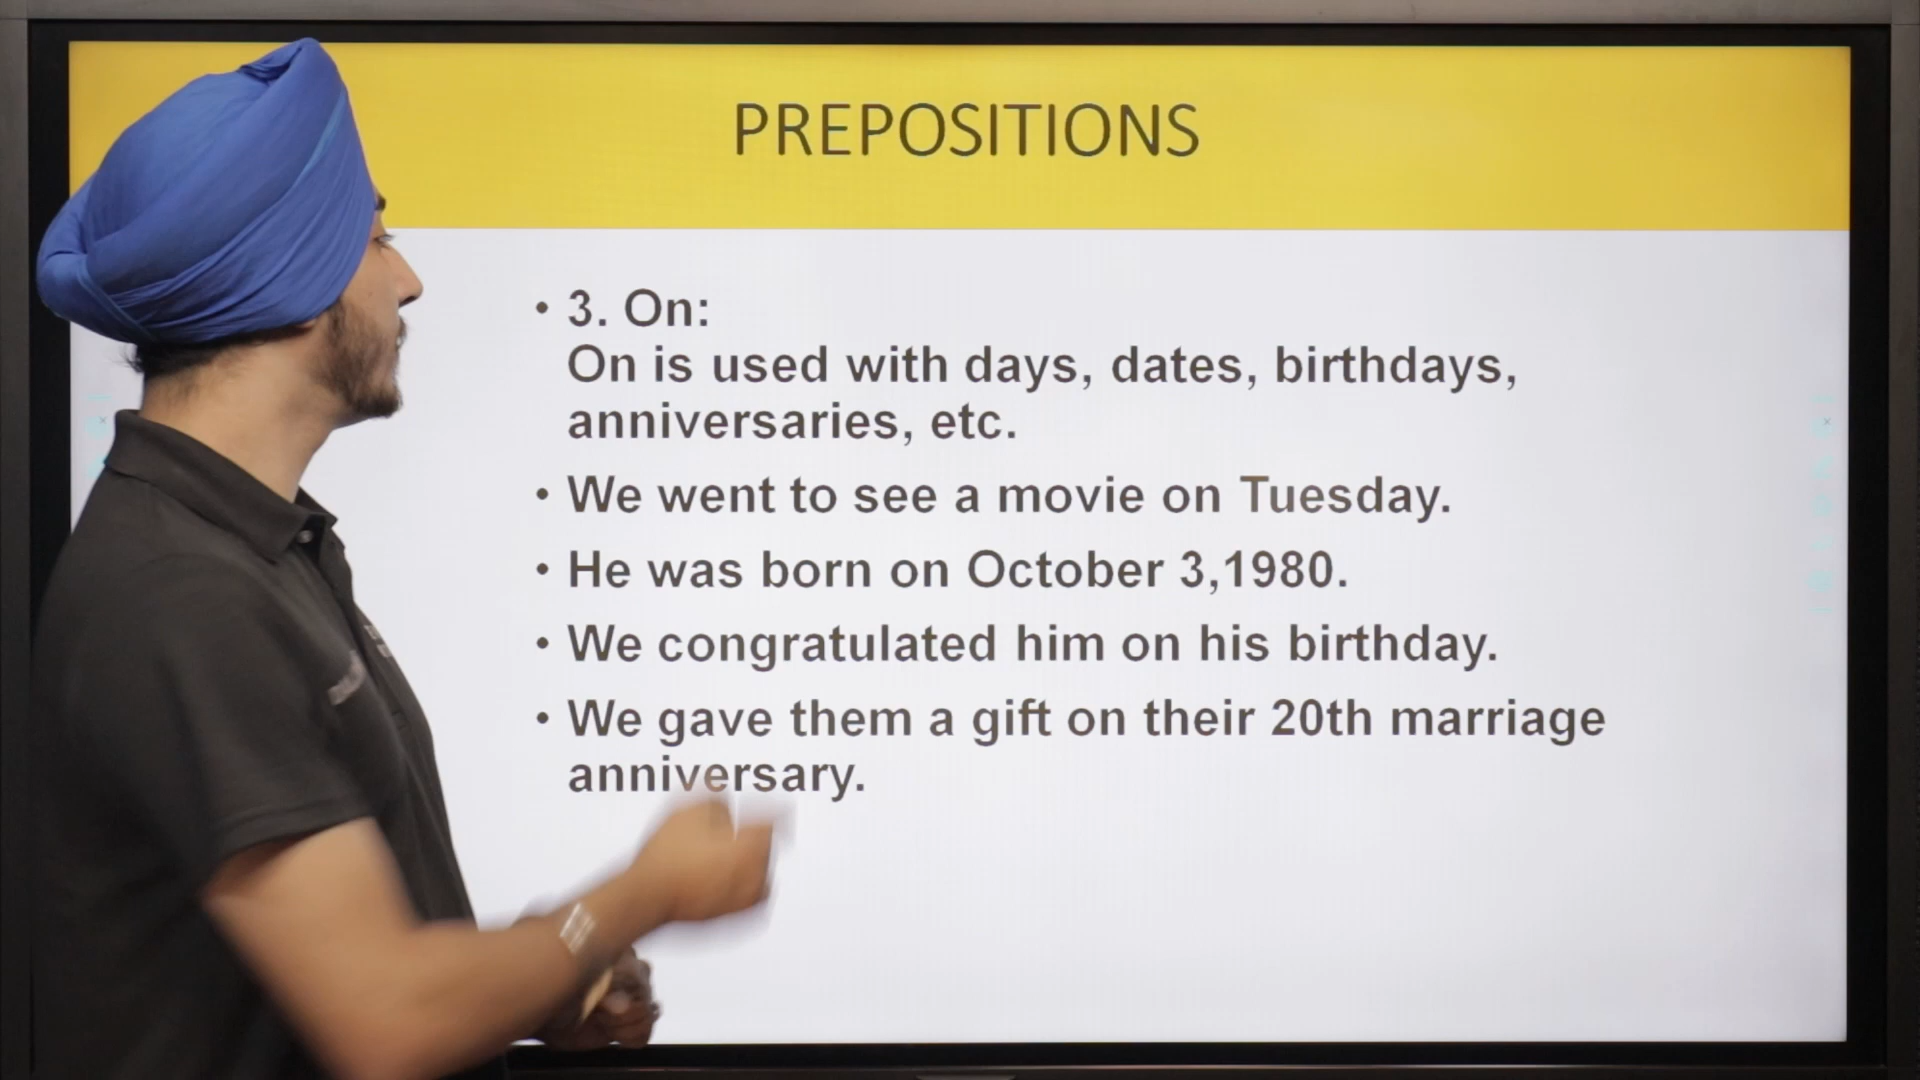 PREPOSITIONS
• 3. On:
On is used with days, dates, birthdays,
anniversaries, etc.
• We went to see a movie on Tuesday.
• He was born on October 3,1980.
• We congratulated him on his birthday.
• We gave them a gift on their 20th marriage
anniversary.